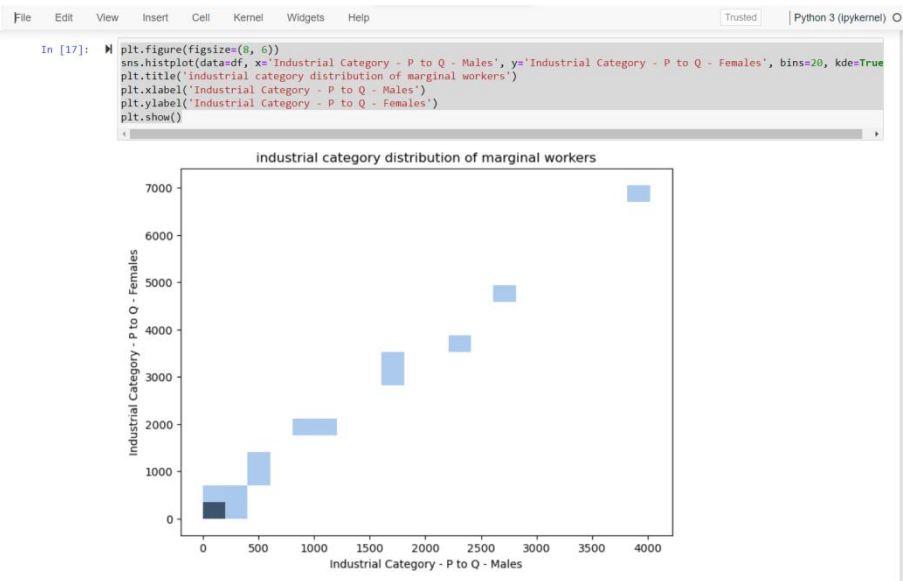 File Edit View Insert Cell Kernel Widgets Help Trusted Python 3 (ipykernel)
In [17]: plt.figure(figsize=(8, 6))
sns.histplot(data=df, x='Industrial Category - P to Q - Males', y='Industrial Category - P to Q - Females', bins=20, kde=True
plt.title('industrial category distribution of marginal workers')
plt.xlabel('Industrial Category - P to Q - Males')
plt.ylabel('Industrial Category - P to Q - Females')
plt.show()
industrial category distribution of marginal workers
Industrial Category - P to Q - Females
7000
6000
5000
4000
3000
2000
1000
0
0 500 1000 1500 2000 2500 3000 3500 4000
Industrial Category - P to Q - Males